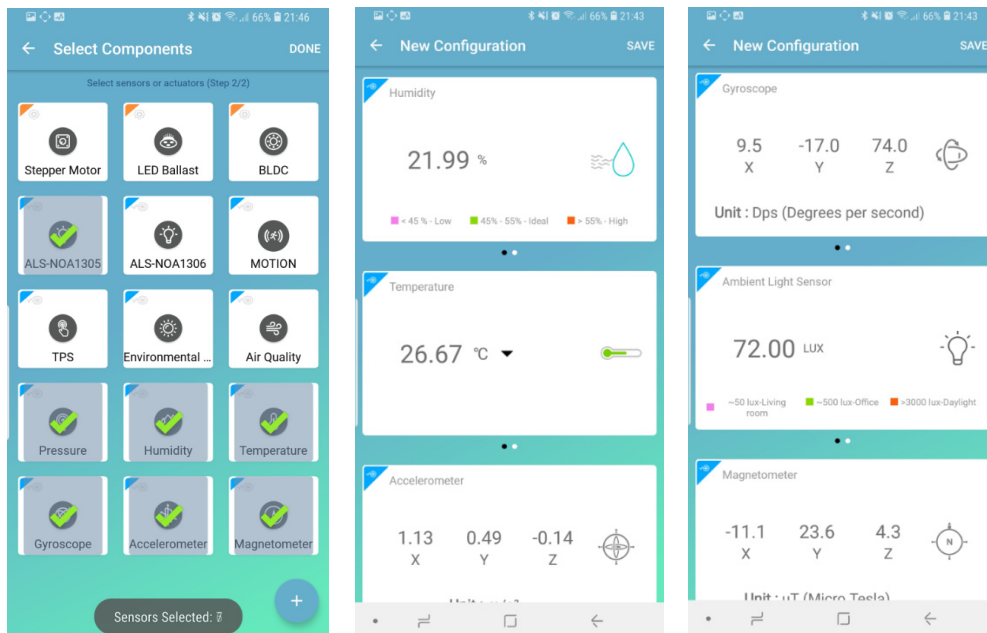 66% 21:46
Select Components DONE
Select sensors or actuators (Step 2/2)
Stepper Motor LED Ballast BLDC
ALS-NOA1305 ALS-NOA1306 MOTION
TPS Environmental ... Air Quality
Pressure Humidity Temperature
Gyroscope Accelerometer Magnetometer
+
Sensors Selected:
66% 21:43
New Configuration SAVE
Humidity
21.99 %
< 45 % - Low 45% - 55% - Ideal > 55% - High
Temperature
26.67 °C
Accelerometer
1.13 0.49 -0.14
X Y Z
66% 21:43
New Configuration SAVE
Gyroscope
9.5 -17.0 74.0
X Y Z
Unit : Dps (Degrees per second)
Ambient Light Sensor
72.00 LUX
~50 lux-Living room ~500 lux-Office >3000 lux-Daylight
Magnetometer
-11.1 23.6 4.3
N
X Y Z
Unit : uT (Micro Tesla)